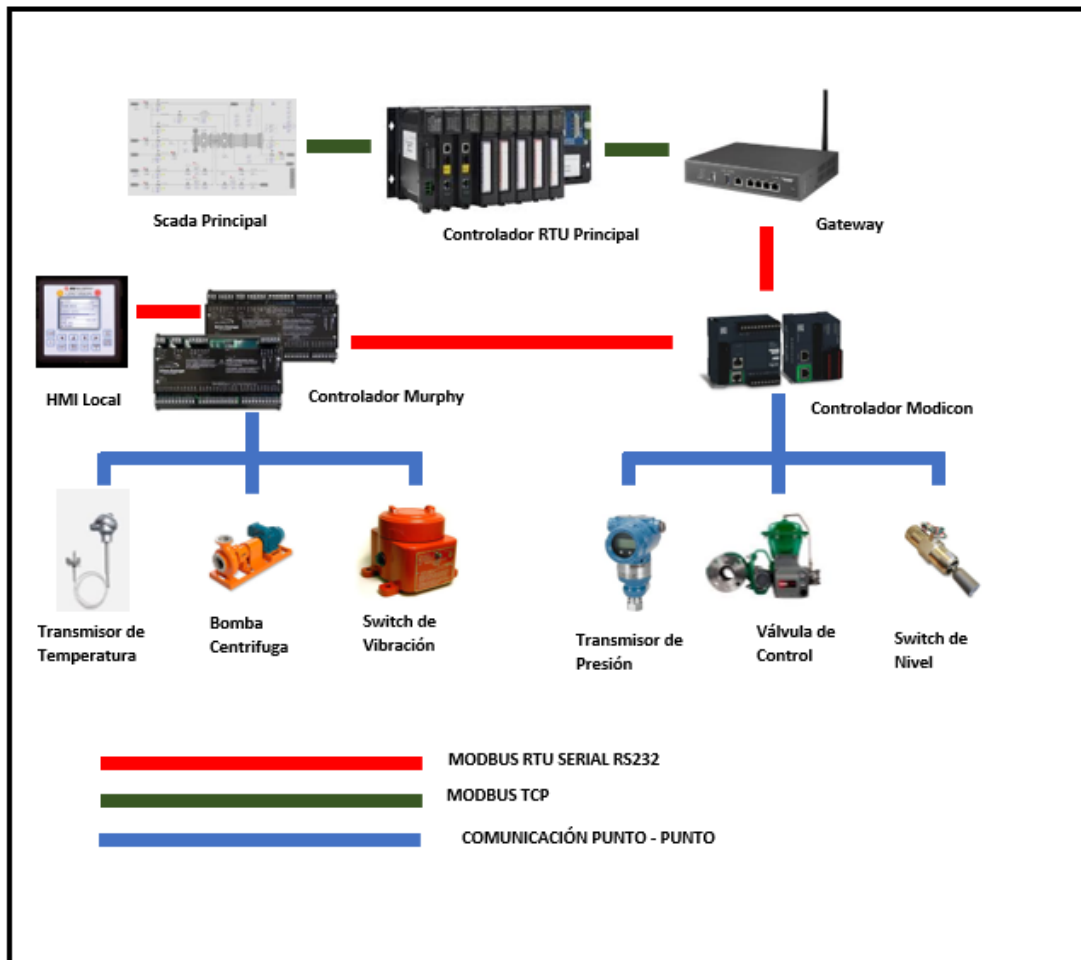 Scada Principal
Controlador RTU Principal
Gateway
HMI Local
Controlador Murphy
Controlador Modicon
Transmisor de
Temperatura
Bomba
Centrifuga
Switch de
Vibración
Transmisor de
Presión
Válvula de
Control
Switch de
Nivel
MODBUS RTU SERIAL RS232
MODBUS TCP
COMUNICACIÓN PUNTO - PUNTO